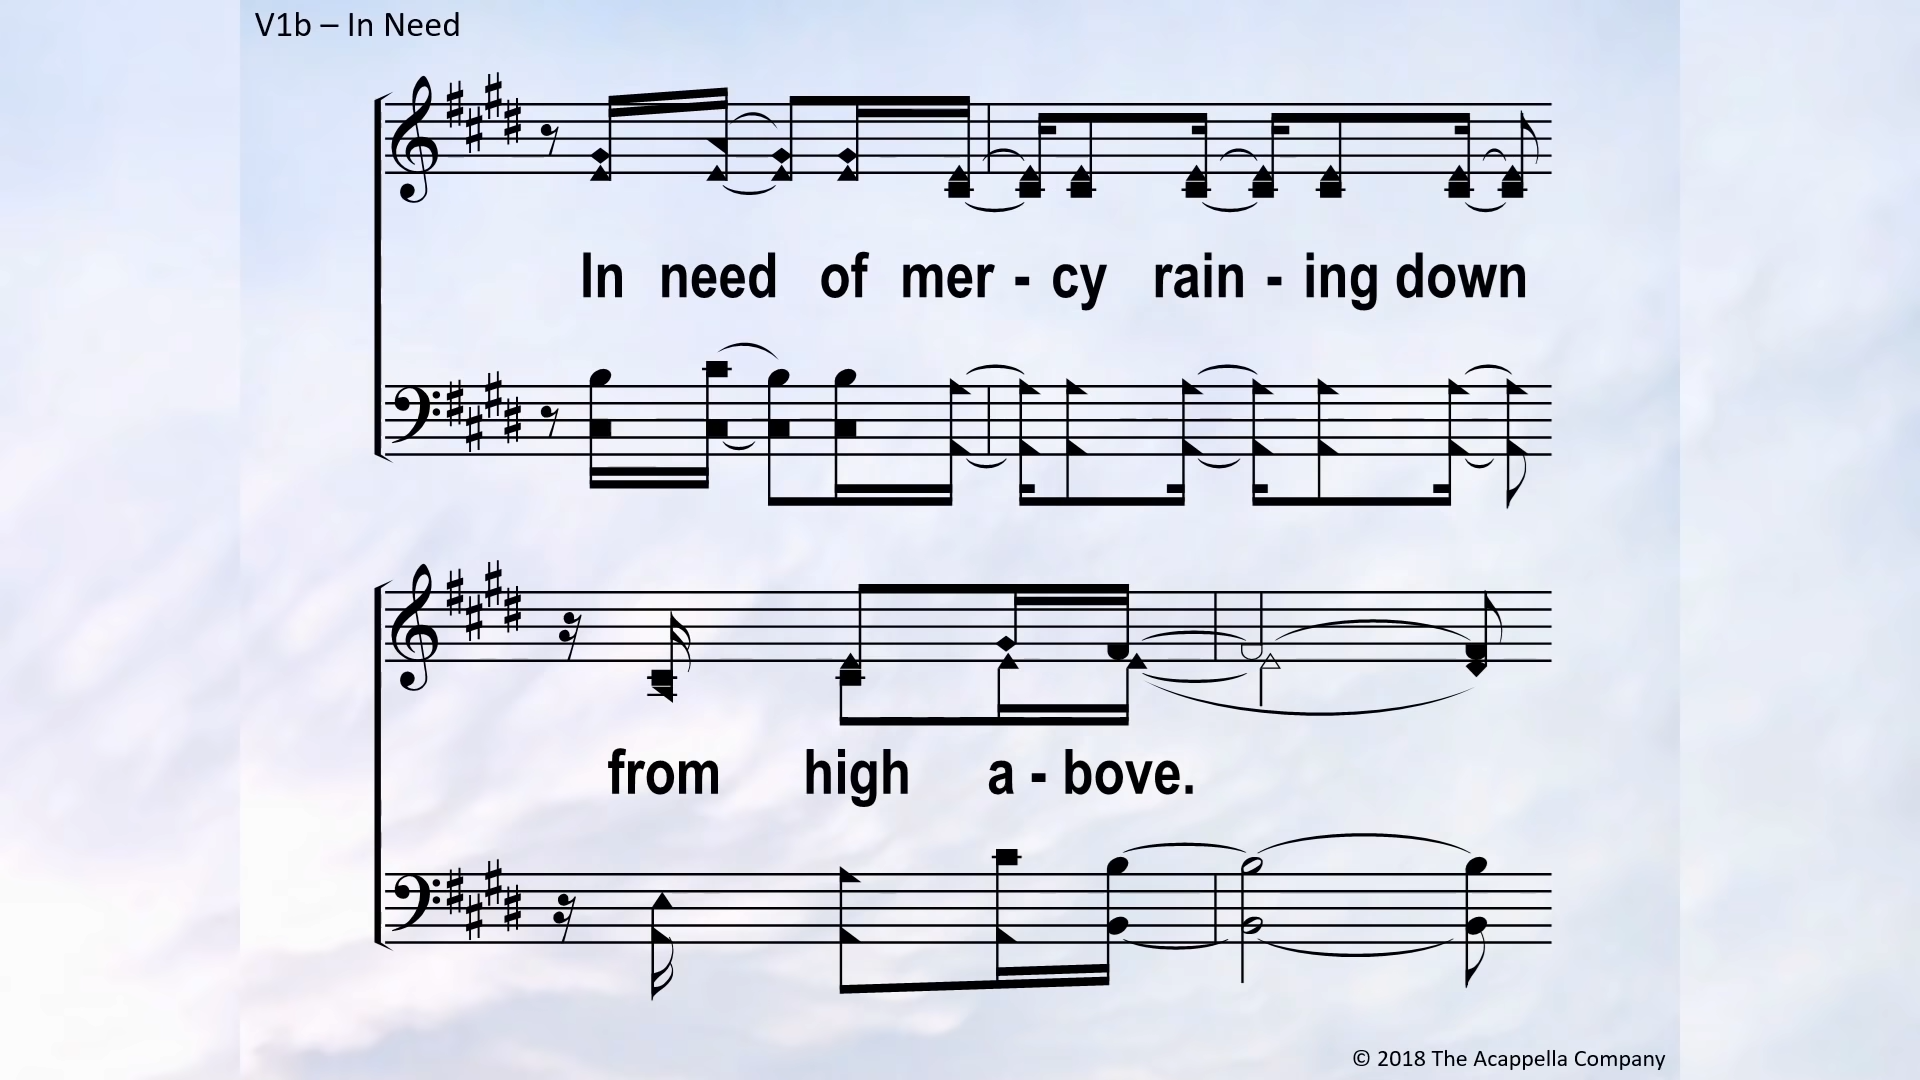 V1b – In Need
In need of mer - cy rain - ing down
from high a - bove.
© 2018 The Acappella Company